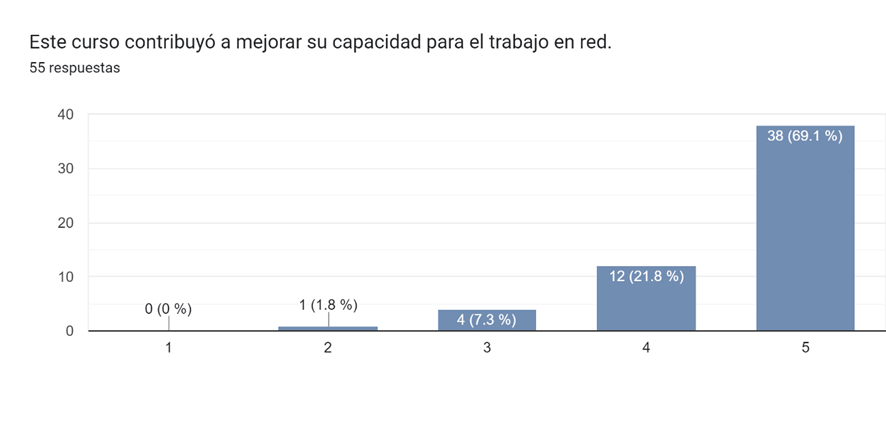 Este curso contribuyó a mejorar su capacidad para el trabajo en red.
55 respuestas
40
30
20
10
0
0 (0 %)
1 (1.8 %)
4 (7.3 %)
12 (21.8 %)
38 (69.1 %)
1
2
3
4
5